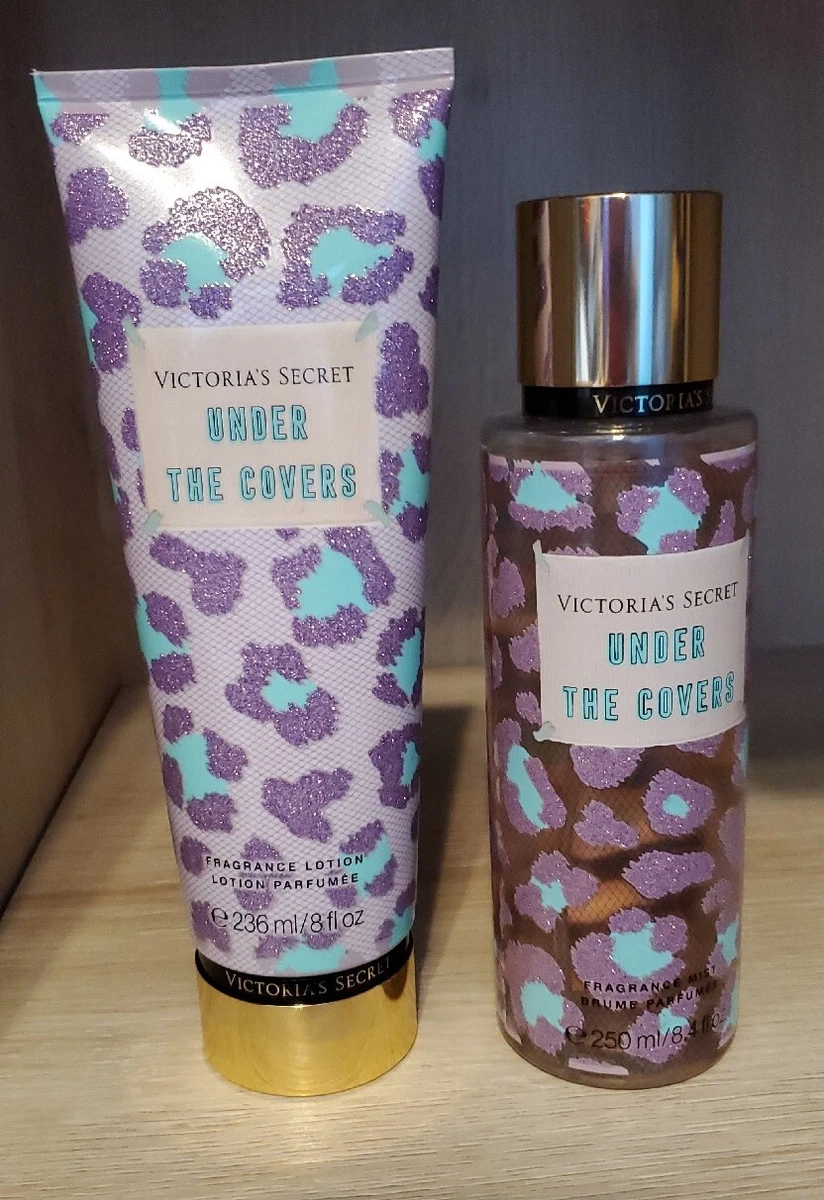 VICTORIA'S SECRET
UNDER
THE COVERS
FRAGRANCE LOTION
LOTION PARFUMÉE
℮ 236 ml/8 fl oz
VICTORIA'S SECRET
VICTORIA'S
VICTORIA'S SECRET
UNDER
THE COVERS
FRAGRANCE MIST
BRUME PARFUMÉE
℮ 250 ml/8.4 fl oz